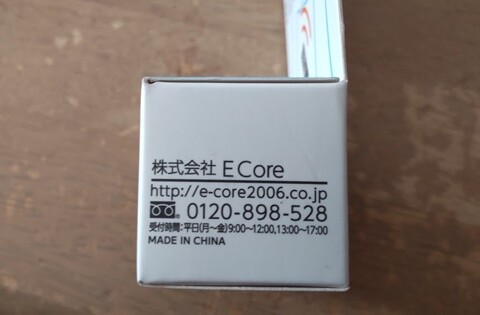 株式会社 E Core
http://e-core2006.co.jp
0120-898-528
受付時間:平日(月～金)9:00~12:00,13:00~17:00
MADE IN CHINA